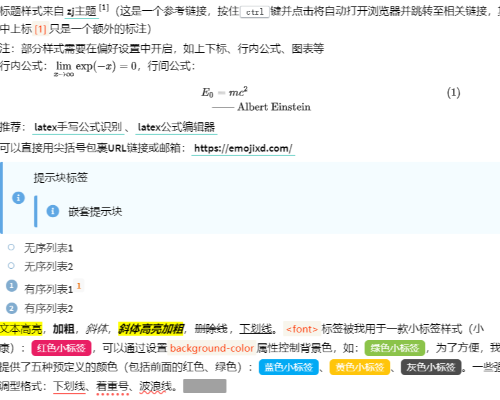 标题样式来自 zj主题 [1]（这是一个参考链接，按住 ctrl 键并点击将自动打开浏览器并跳转至相关链接，
中上标 [1] 只是一个额外的标注）
注：部分样式需要在偏好设置中开启，如上下标、行内公式、图表等
行内公式：lim x→∞ exp(−x) = 0，行间公式：
E₀ = mc² (1)
—— Albert Einstein
推荐： latex手写公式识别 、 latex公式编辑器
可以直接用尖括号包裹URL链接或邮箱： https://emojixd.com/
提示块标签
嵌套提示块
无序列表1
无序列表2
1 有序列表1 1
2 有序列表2
文本高亮，加粗，斜体，斜体高亮加粗，删除线，下划线。<font> 标签被我用于一款小标签样式（小
康）： 红色小标签 ，可以通过设置 background-color 属性控制背景色，如： 绿色小标签 ，为了方便，我
提供了五种预定义的颜色（包括前面的红色、绿色）： 蓝色小标签 、 黄色小标签 、 灰色小标签 。一些强
调型格式：下划线、着重号、波浪线。